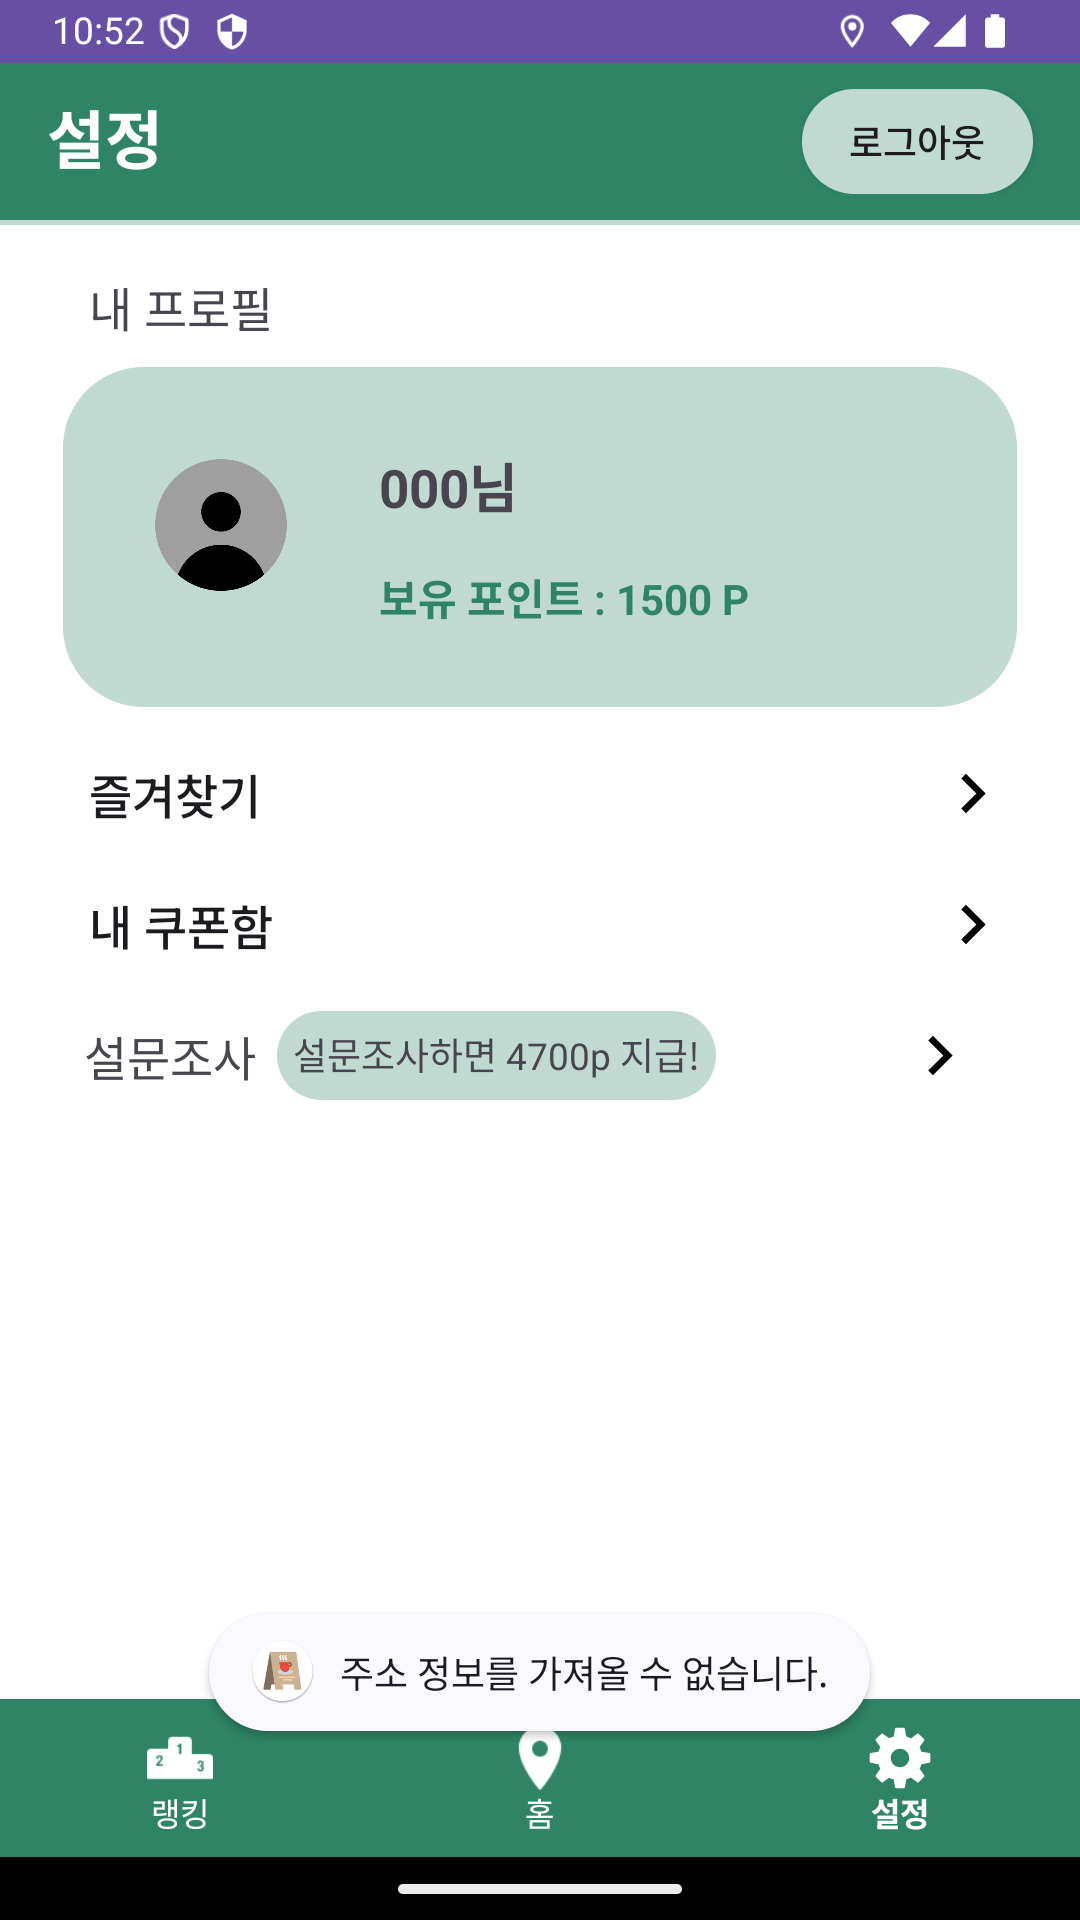 10:52
설정
로그아웃
내 프로필
000님
보유 포인트 : 1500 P
즐겨찾기
내 쿠폰함
설문조사 설문조사하면 4700p 지급!
주소 정보를 가져올 수 없습니다.
1
2
3
랭킹 홈 설정